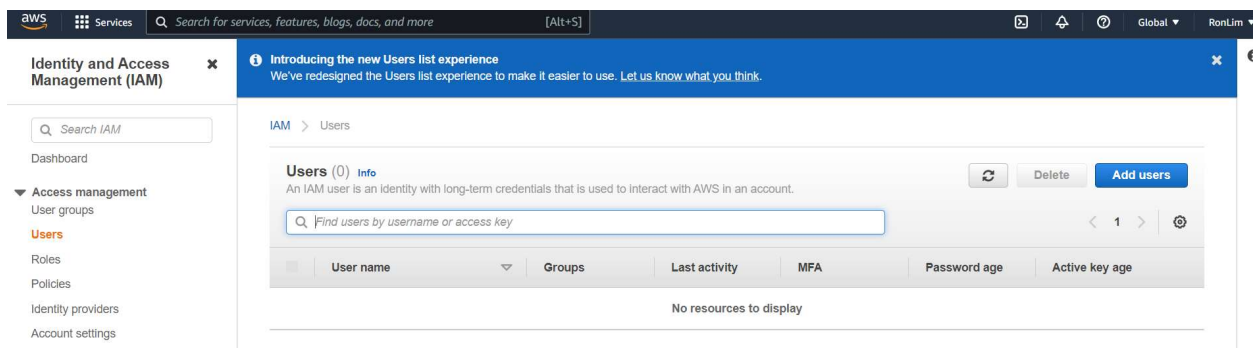 aws Services Search for services, features, blogs, docs, and more [Alt+S] Global RonLim
Identity and Access
Management (IAM)
Search IAM
Dashboard
Access management
User groups
Users
Roles
Policies
Identity providers
Account settings
Introducing the new Users list experience
We've redesigned the Users list experience to make it easier to use. Let us know what you think.
IAM > Users
Users (0) Info
An IAM user is an identity with long-term credentials that is used to interact with AWS in an account.
Delete Add users
Find users by username or access key
1
User name Groups Last activity MFA Password age Active key age
No resources to display